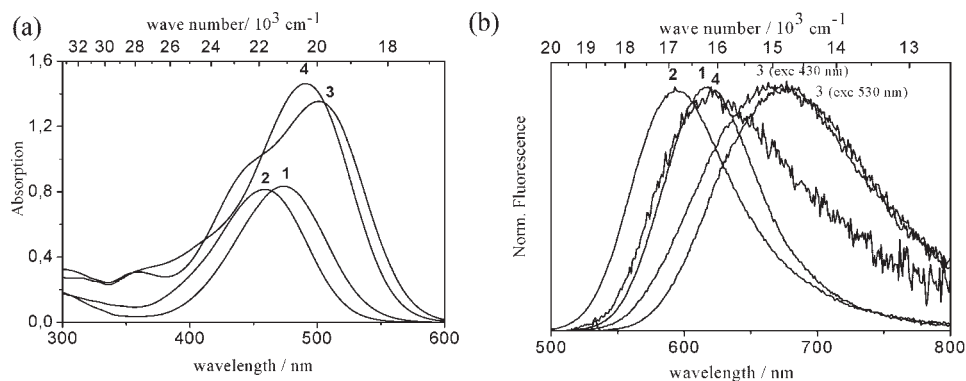 (a)
wave number/ 10³ cm⁻¹
32 30 28 26 24 22 20 18
1,6
1,2
0,8
0,4
0,0
Absorption
4
3
2 1
300 400 500 600
wavelength / nm
(b)
wave number / 10³ cm⁻¹
20 19 18 17 16 15 14 13
2 1 4
3 (exc 430 nm)
3 (exc 530 nm)
Norm. Fluorescence
500 600 700 800
wavelength / nm